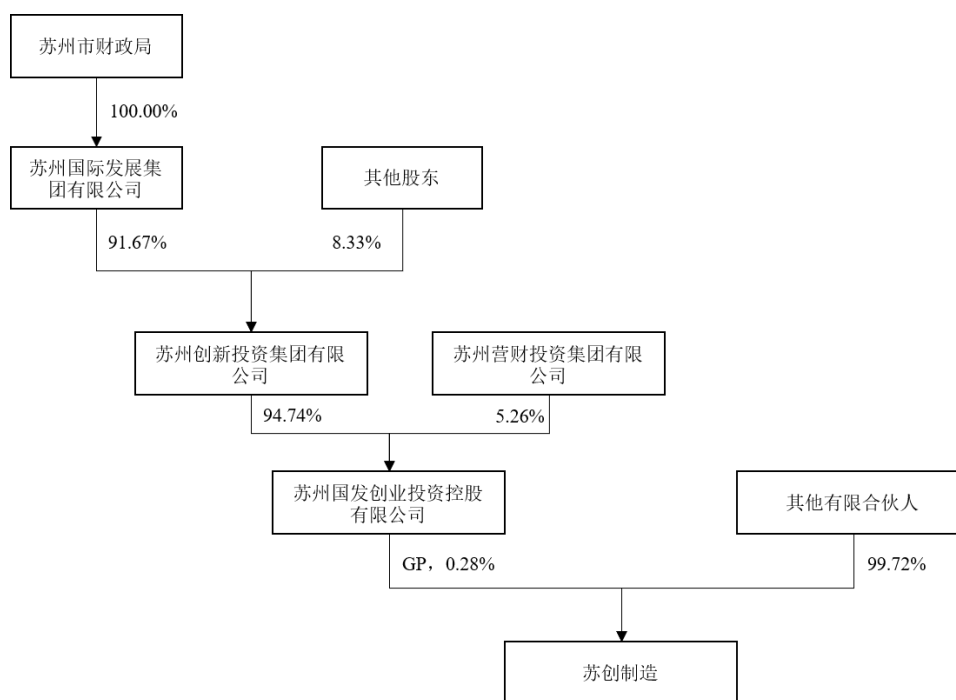 苏州市财政局
100.00%
苏州国际发展集
团有限公司
其他股东
91.67%
8.33%
苏州创新投资集团有限
公司
苏州营财投资集团有限
公司
94.74%
5.26%
苏州国发创业投资控股
有限公司
其他有限合伙人
GP，0.28%
99.72%
苏创制造